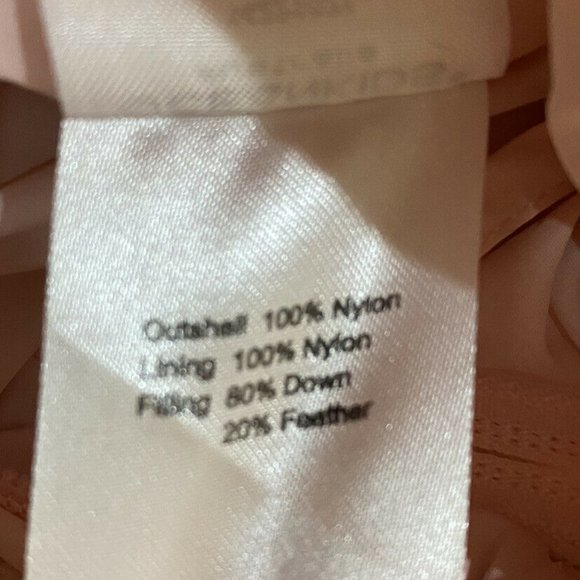 Outshell 100% Nylon
Lining 100% Nylon
Filling 80% Down
20% Feather